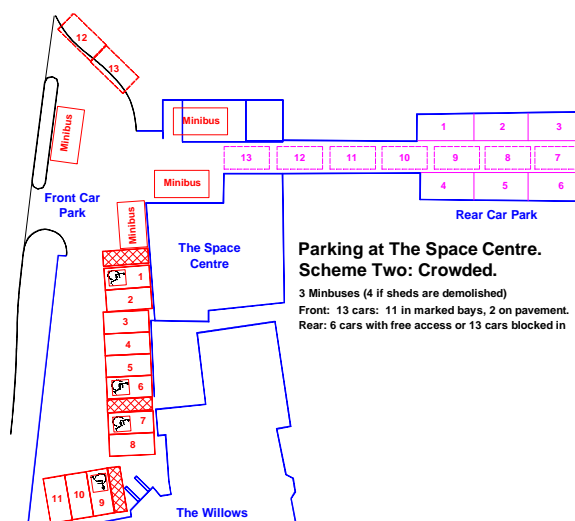 12
13
Minibus
Minibus
1 2 3
13 12 11 10 9 8 7
Minibus
4 5 6
Front Car
Park
Rear Car Park
Minibus
The Space
Centre
Parking at The Space Centre.
Scheme Two: Crowded.
3 Minbuses (4 if sheds are demolished)
Front: 13 cars: 11 in marked bays, 2 on pavement.
Rear: 6 cars with free access or 13 cars blocked in
1
2
3
4
5
6
7
8
11 10 9
The Willows